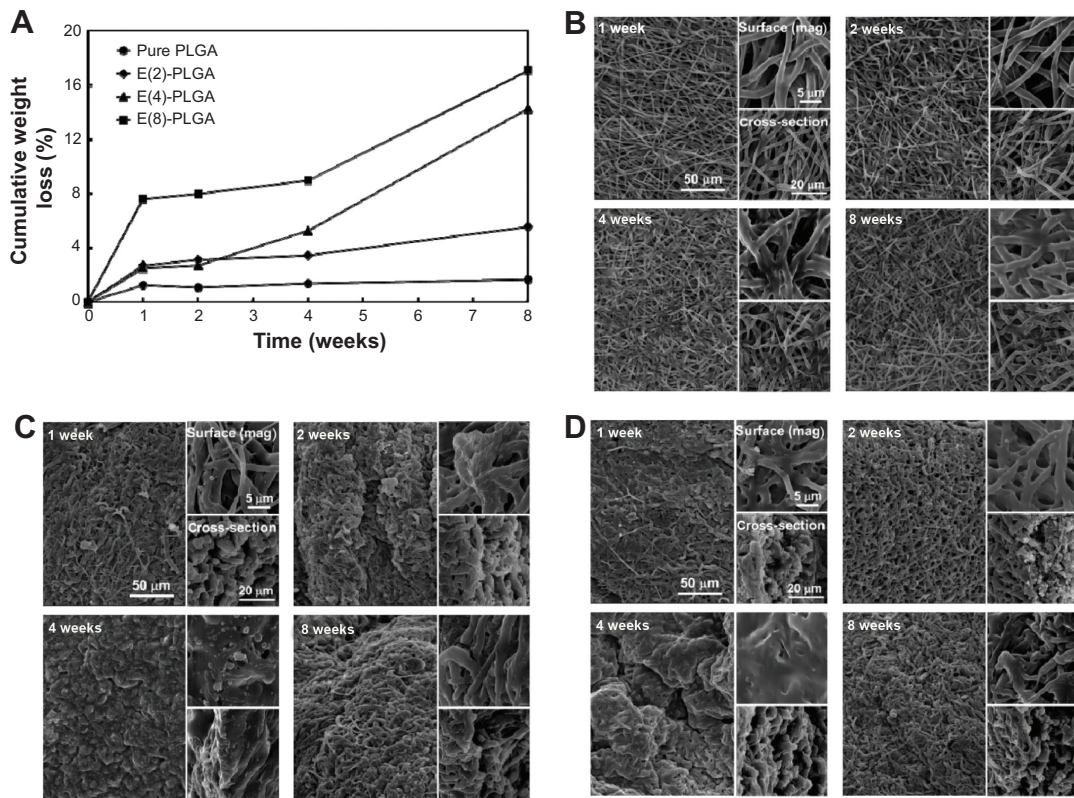 A
Cumulative weight
loss (%)
20
16
12
8
4
0
Pure PLGA
E(2)-PLGA
E(4)-PLGA
E(8)-PLGA
0 1 2 3 4 5 6 7 8
Time (weeks)
B
1 week
Surface (mag)
5 μm
Cross-section
50 μm
20 μm
2 weeks
4 weeks
8 weeks
C
1 week
Surface (mag)
5 μm
Cross-section
50 μm
20 μm
2 weeks
4 weeks
8 weeks
D
1 week
Surface (mag)
5 μm
Cross-section
50 μm
20 μm
2 weeks
4 weeks
8 weeks